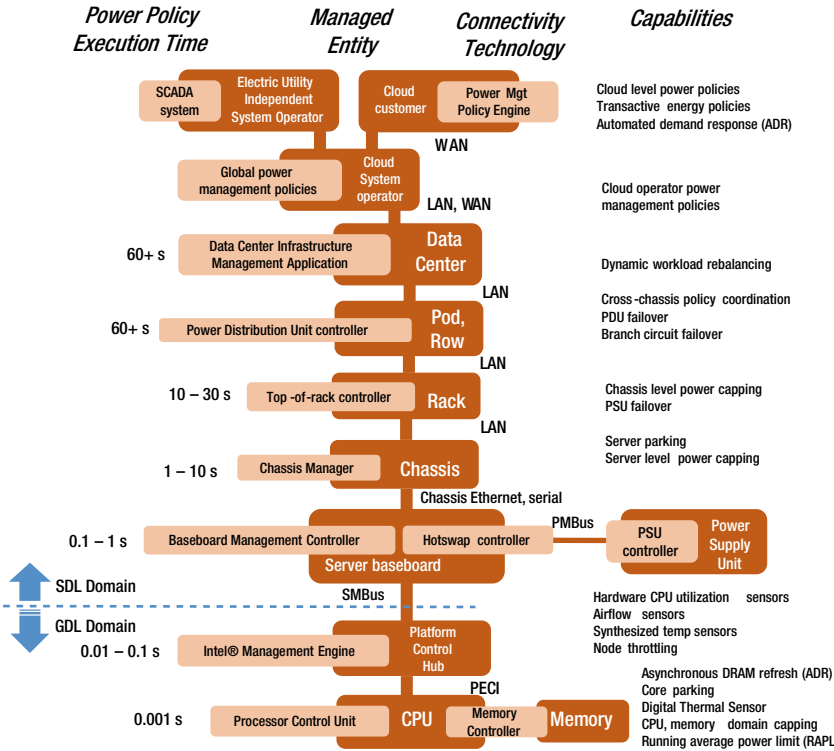 Power Policy
Execution Time
Managed
Entity
Connectivity
Technology
Capabilities
SCADA
system
Electric Utility
Independent
System Operator
Cloud
customer
Power Mgt
Policy Engine
Cloud level power policies
Transactive energy policies
Automated demand response (ADR)
WAN
Global power
management policies
Cloud
System
operator
Cloud operator power
management policies
LAN, WAN
60+ s
Data Center Infrastructure
Management Application
Data
Center
Dynamic workload rebalancing
LAN
60+ s
Power Distribution Unit controller
Pod,
Row
Cross-chassis policy coordination
PDU failover
Branch circuit failover
LAN
10 – 30 s
Top -of-rack controller
Rack
Chassis level power capping
PSU failover
LAN
1 – 10 s
Chassis Manager
Chassis
Server parking
Server level power capping
Chassis Ethernet, serial
0.1 – 1 s
Baseboard Management Controller
Hotswap controller
Server baseboard
PMBus
PSU
controller
Power
Supply
Unit
SDL Domain
SMBus
GDL Domain
Hardware CPU utilization sensors
Airflow sensors
Synthesized temp sensors
Node throttling
0.01 – 0.1 s
Intel® Management Engine
Platform
Control
Hub
PECI
0.001 s
Processor Control Unit
CPU
Memory
Controller
Memory
Asynchronous DRAM refresh (ADR)
Core parking
Digital Thermal Sensor
CPU, memory domain capping
Running average power limit (RAPL